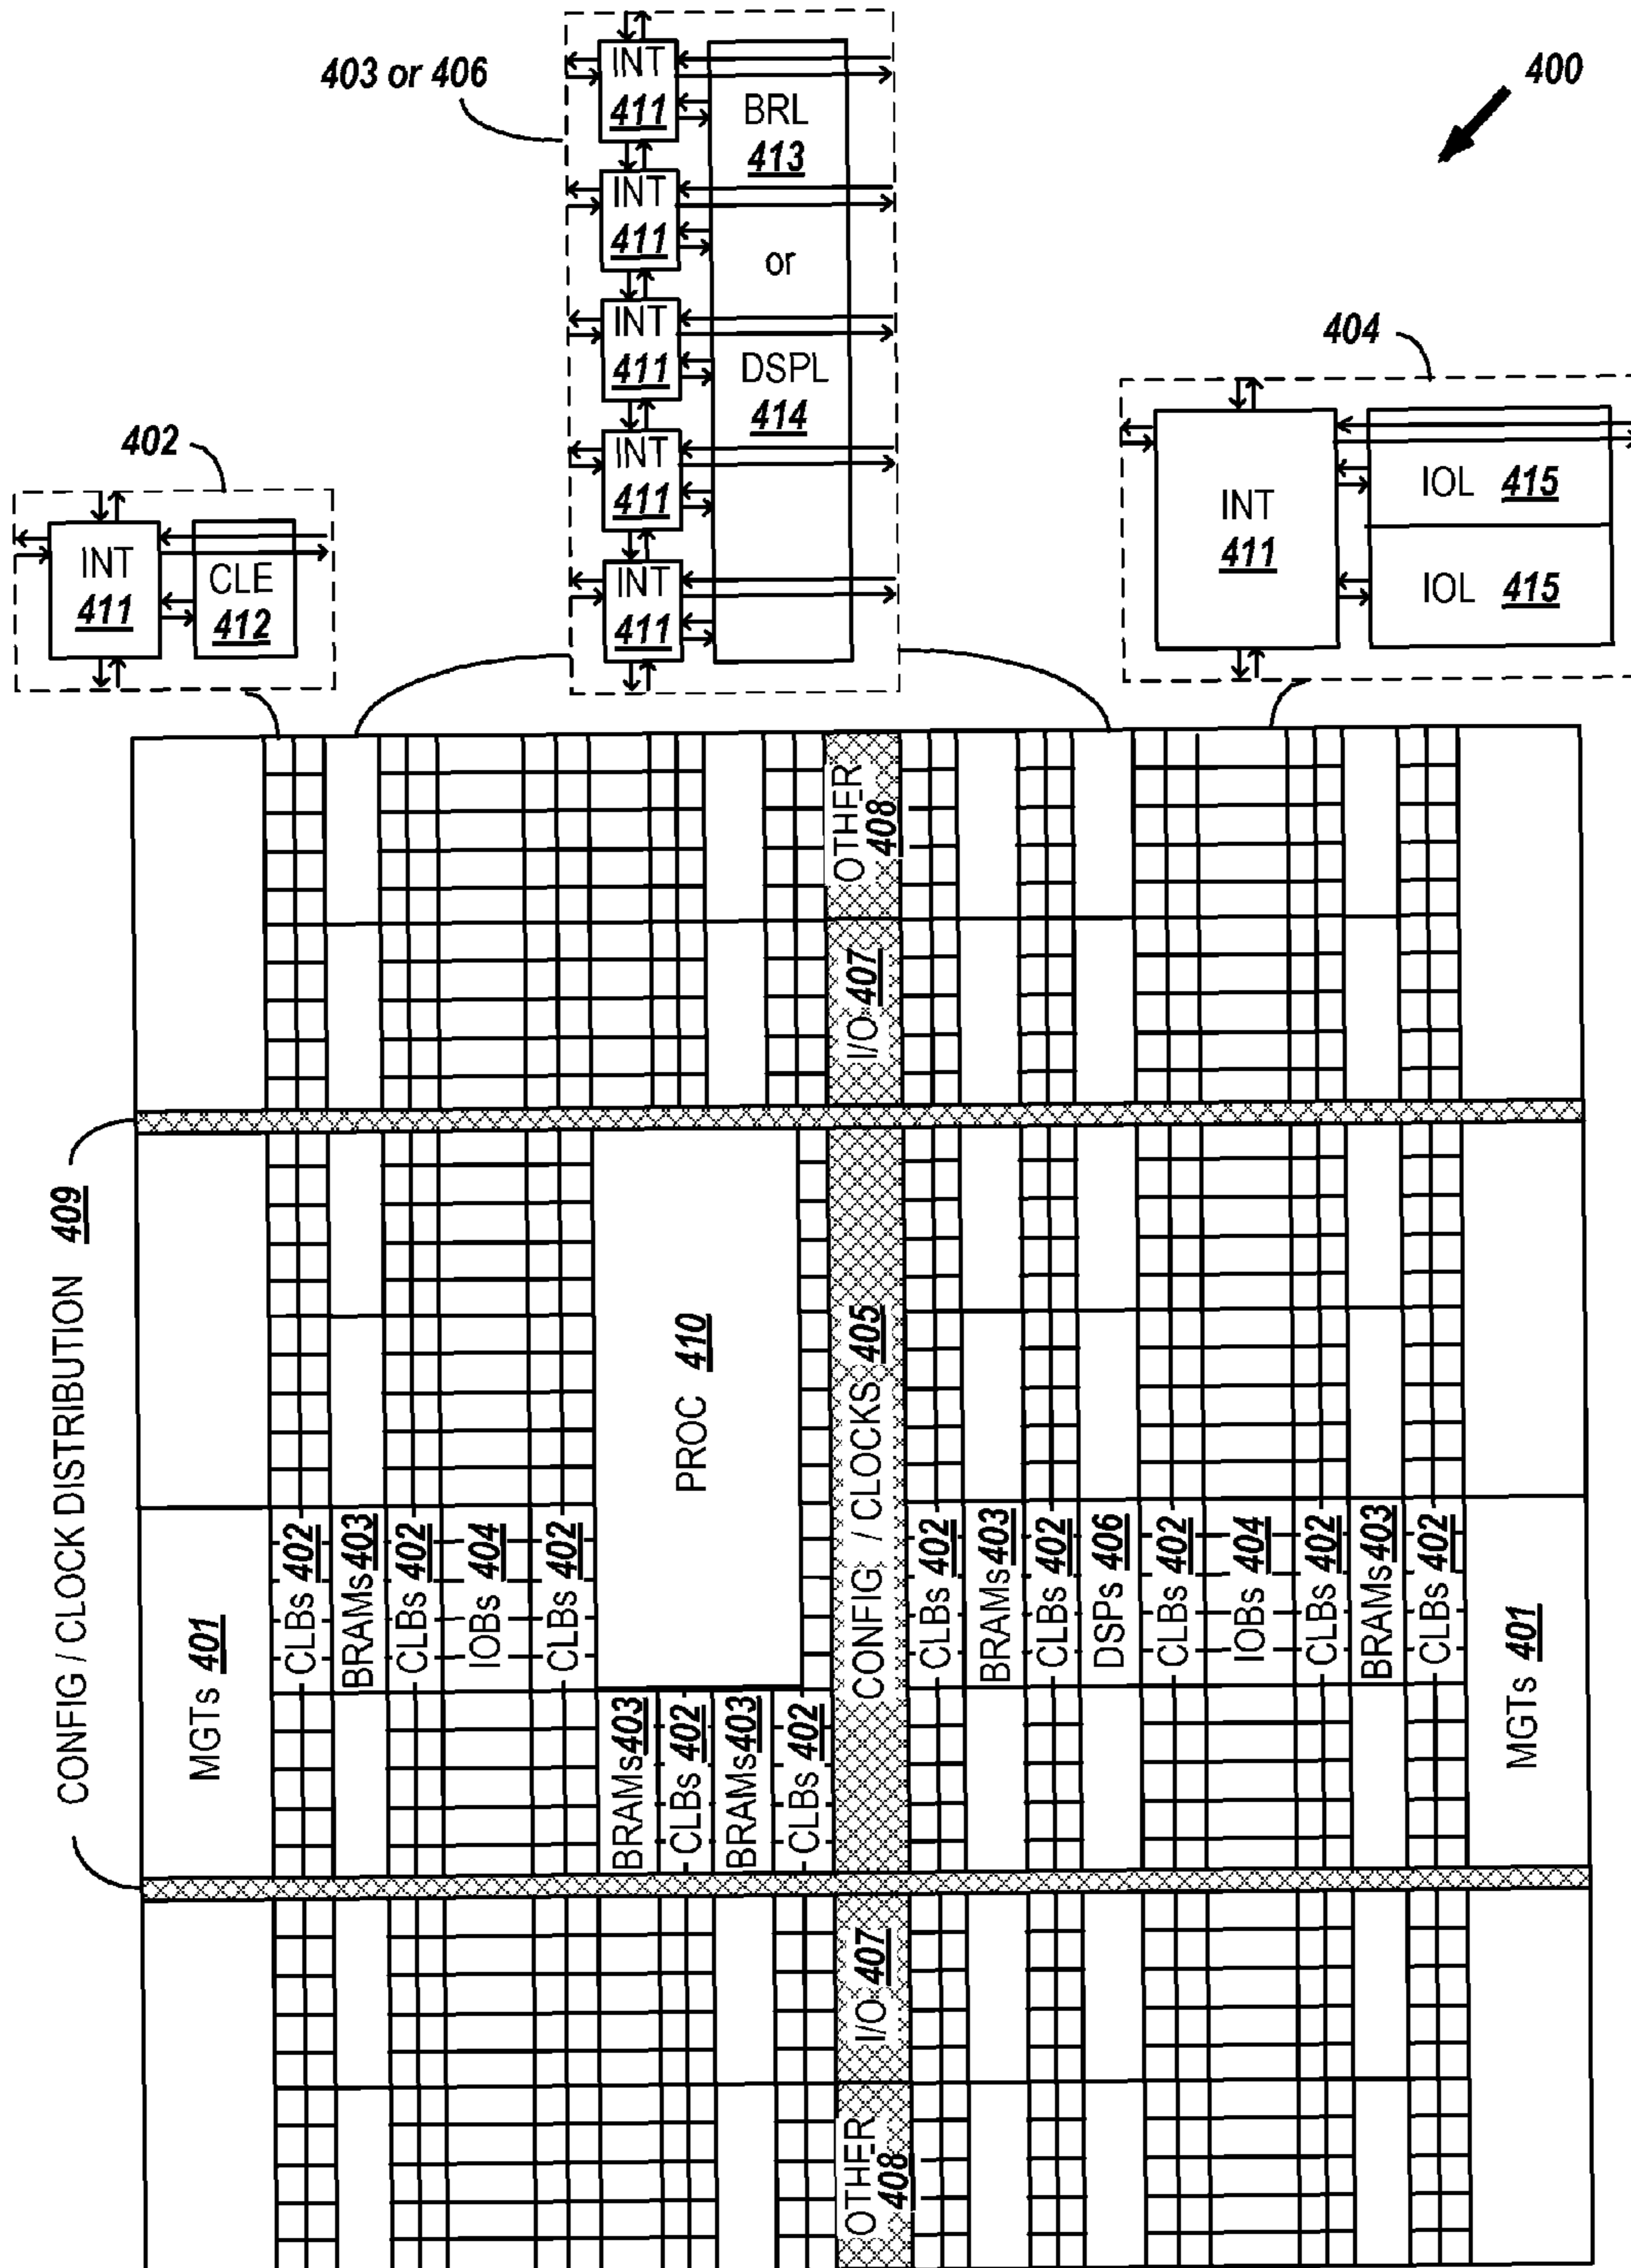 400
403 or 406
INT
411
INT
411
INT
411
INT
411
INT
411
BRL
413
or
DSPL
414
404
INT
411
IOL 415
IOL 415
402
INT
411
CLE
412
OTHER
408
I/O 407
CONFIG / CLOCK DISTRIBUTION 409
PROC 410
CONFIG / CLOCKS 405
MGTs 401
CLBs 402
BRAMs 403
CLBs 402
IOBs 404
CLBs 402
BRAMs 403
CLBs 402
BRAMs 403
CLBs 402
CLBs 402
BRAMs 403
CLBs 402
DSPs 406
CLBs 402
IOBs 404
CLBs 402
BRAMs 403
CLBs 402
MGTs 401
I/O 407
OTHER
408